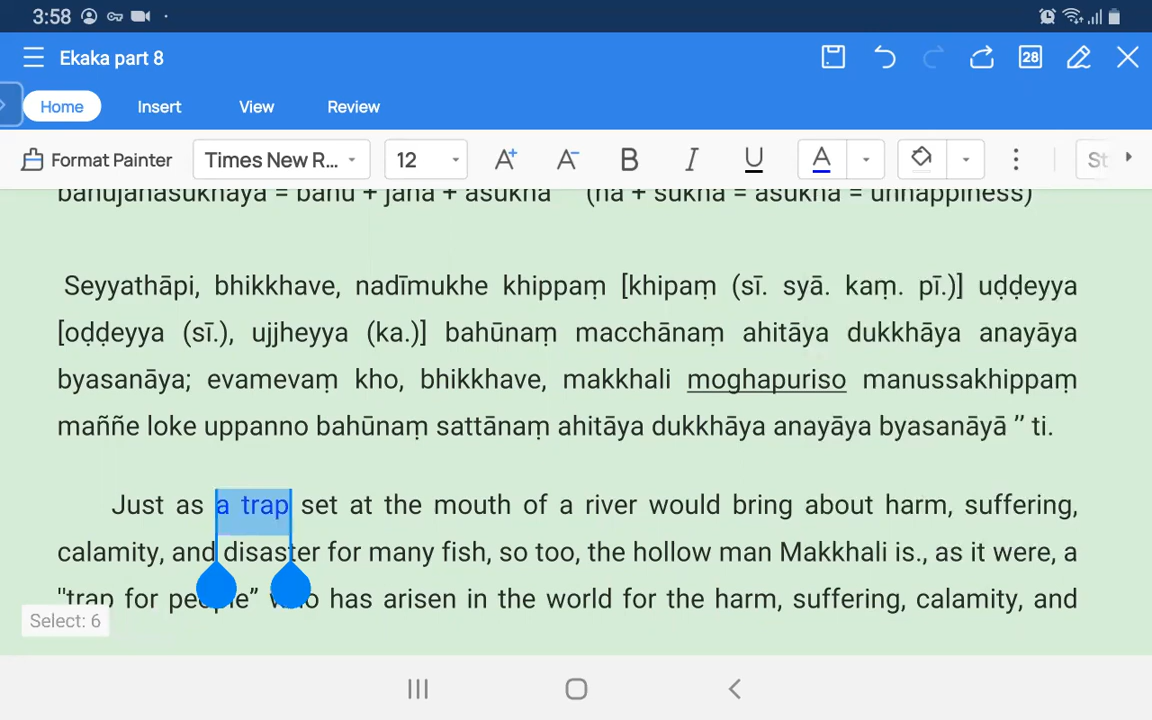 3:58
Ekaka part 8
28
Home Insert View Review
Format Painter Times New R... 12 A+ A- B I U A St
bahujanāsukhāya = bahu + jana + asukha (na + sukha = asukha = unhappiness)
Seyyathāpi, bhikkhave, nadīmukhe khippaṃ [khipaṃ (sī. syā. kaṃ. pī.)] uḍḍeyya
[oḍḍeyya (sī.), ujjheyya (ka.)] bahūnaṃ macchānaṃ ahitāya dukkhāya anayāya
byasanāya; evamevaṃ kho, bhikkhave, makkhali moghapuriso manussakhippaṃ
maññe loke uppanno bahūnaṃ sattānaṃ ahitāya dukkhāya anayāya byasanāyā ’’ ti.
Just as a trap set at the mouth of a river would bring about harm, suffering,
calamity, and disaster for many fish, so too, the hollow man Makkhali is., as it were, a
"trap for people” who has arisen in the world for the harm, suffering, calamity, and
Select: 6